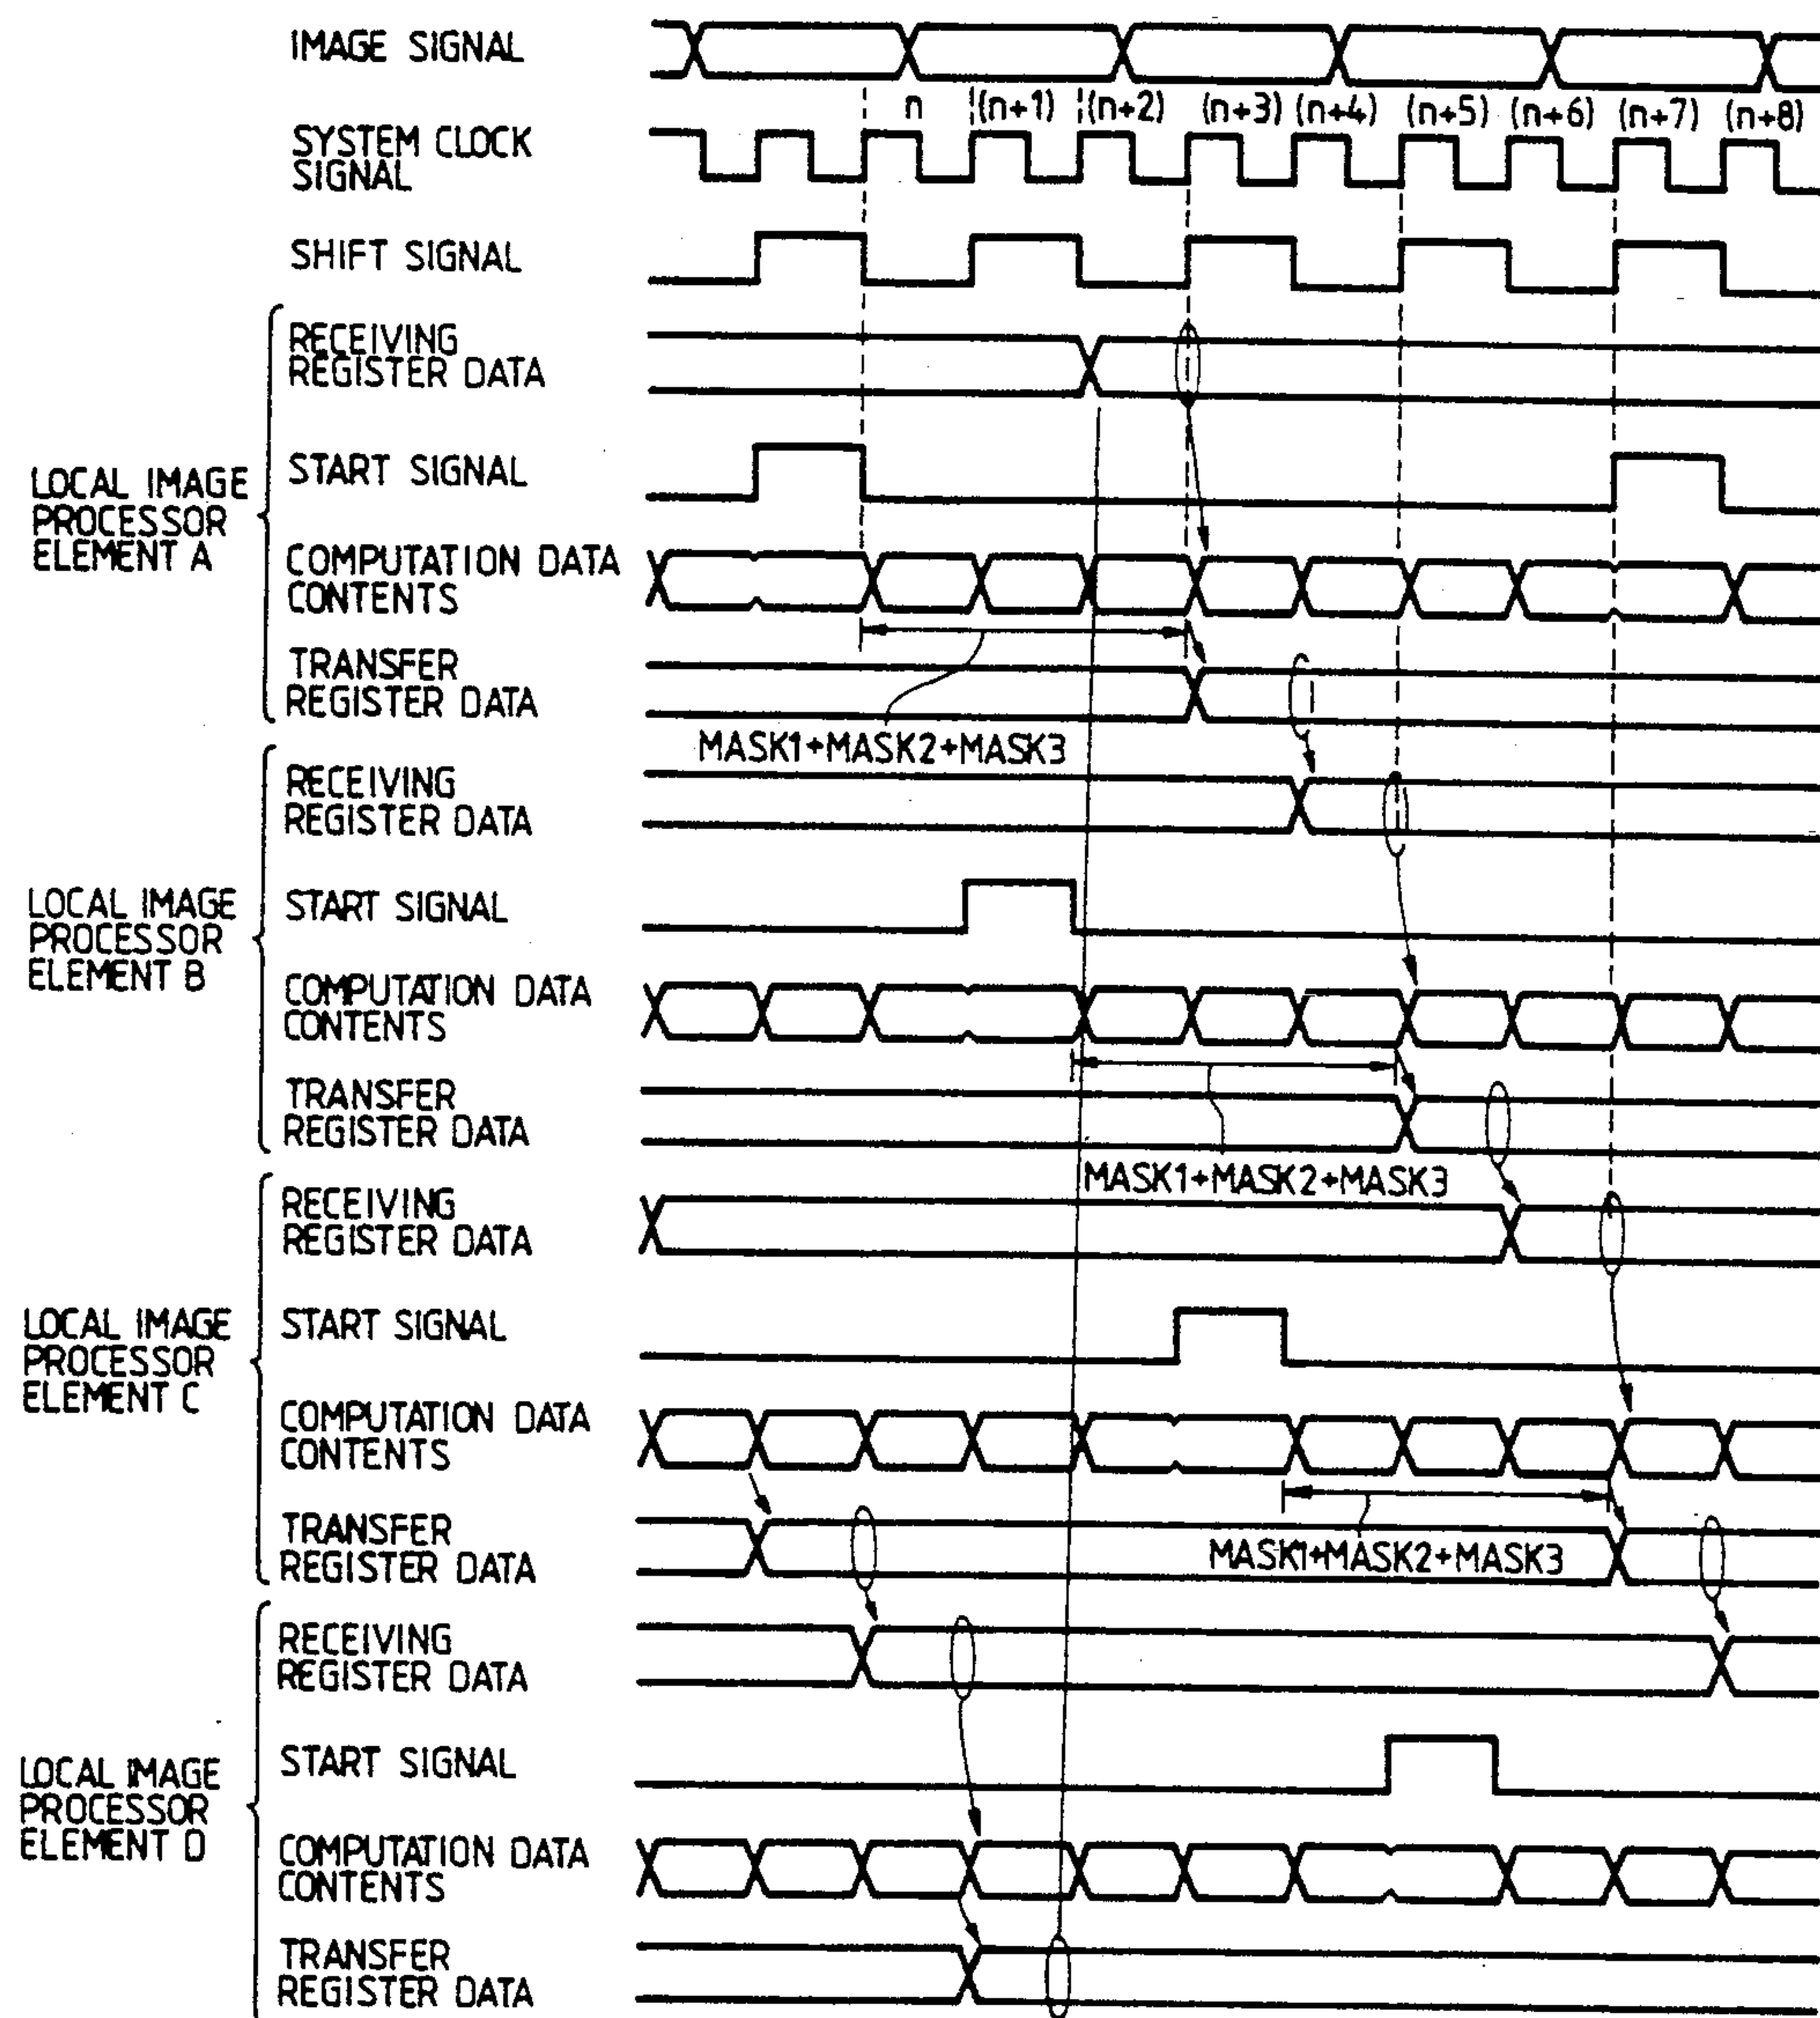 IMAGE SIGNAL
n (n+1) (n+2) (n+3) (n+4) (n+5) (n+6) (n+7) (n+8)
SYSTEM CLOCK
SIGNAL
SHIFT SIGNAL
LOCAL IMAGE
PROCESSOR
ELEMENT A
RECEIVING
REGISTER DATA
START SIGNAL
COMPUTATION DATA
CONTENTS
TRANSFER
REGISTER DATA
MASK1+MASK2+MASK3
LOCAL IMAGE
PROCESSOR
ELEMENT B
RECEIVING
REGISTER DATA
START SIGNAL
COMPUTATION DATA
CONTENTS
TRANSFER
REGISTER DATA
MASK1+MASK2+MASK3
LOCAL IMAGE
PROCESSOR
ELEMENT C
RECEIVING
REGISTER DATA
START SIGNAL
COMPUTATION DATA
CONTENTS
TRANSFER
REGISTER DATA
MASK1+MASK2+MASK3
LOCAL IMAGE
PROCESSOR
ELEMENT D
RECEIVING
REGISTER DATA
START SIGNAL
COMPUTATION DATA
CONTENTS
TRANSFER
REGISTER DATA